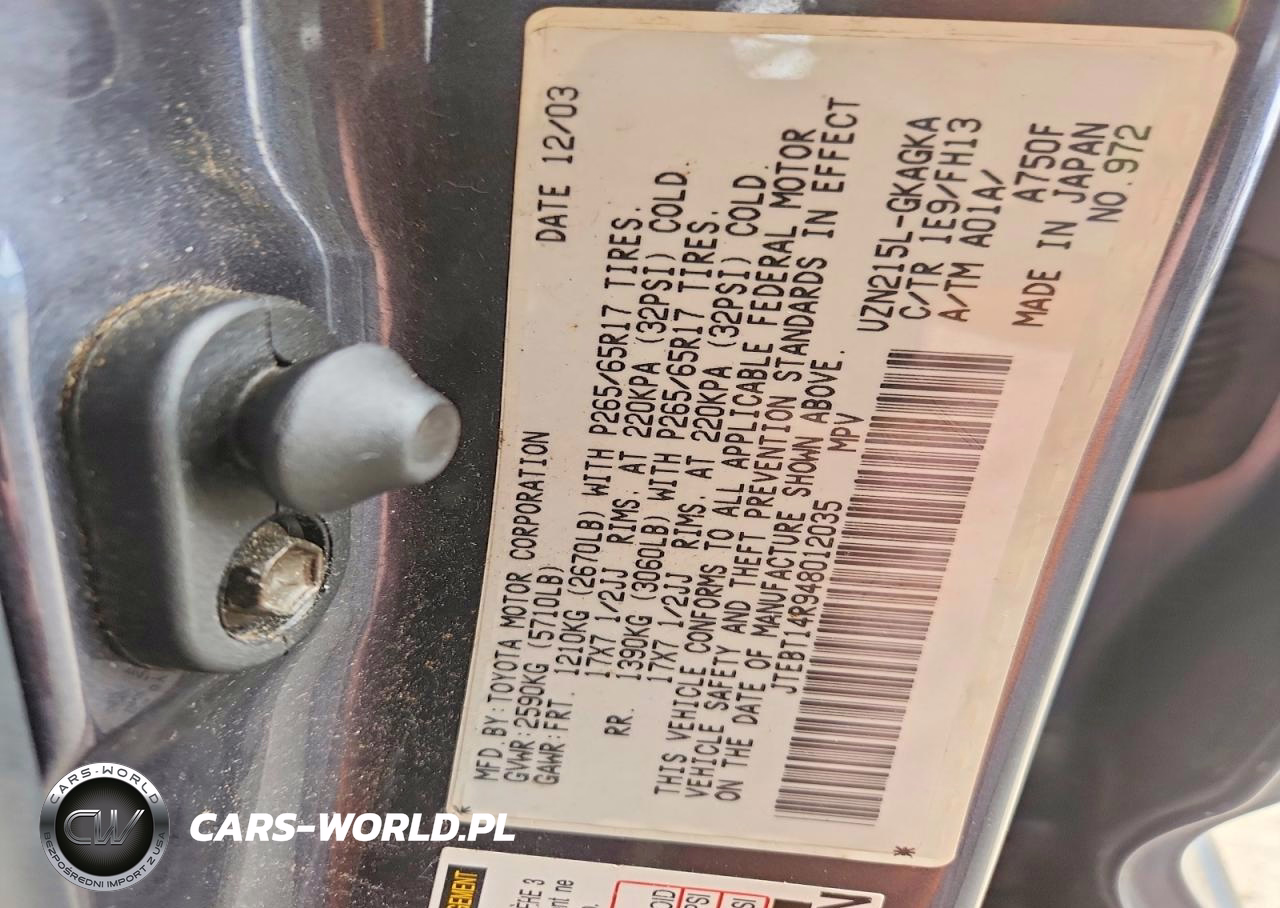 MFD BY: TOYOTA MOTOR CORPORATION DATE 12/03
GVWR:2590KG (5710LB)
GAWR:FRT. 1210KG (2670LB) WITH P265/65R17 TIRES.
17X7 1/2JJ RIMS, AT 220KPA (32PSI) COLD
RR. 1390KG (3060LB) WITH P265/65R17 TIRES.
17X7 1/2JJ RIMS, AT 220KPA (32PSI) COLD.
THIS VEHICLE CONFORMS TO ALL APPLICABLE FEDERAL MOTOR
VEHICLE SAFETY AND THEFT PREVENTION STANDARDS IN EFFECT
ON THE DATE OF MANUFACTURE SHOWN ABOVE.
JTEBT14R948012035 MPV
UZN215L-GKAGKA
C/TR 1E9/FH13
A/TM A01A/
A750F
MADE IN JAPAN
NO.972
CARS-WORLD
CW
BEZPOŚREDNI IMPORT Z USA
CARS-WORLD.PL